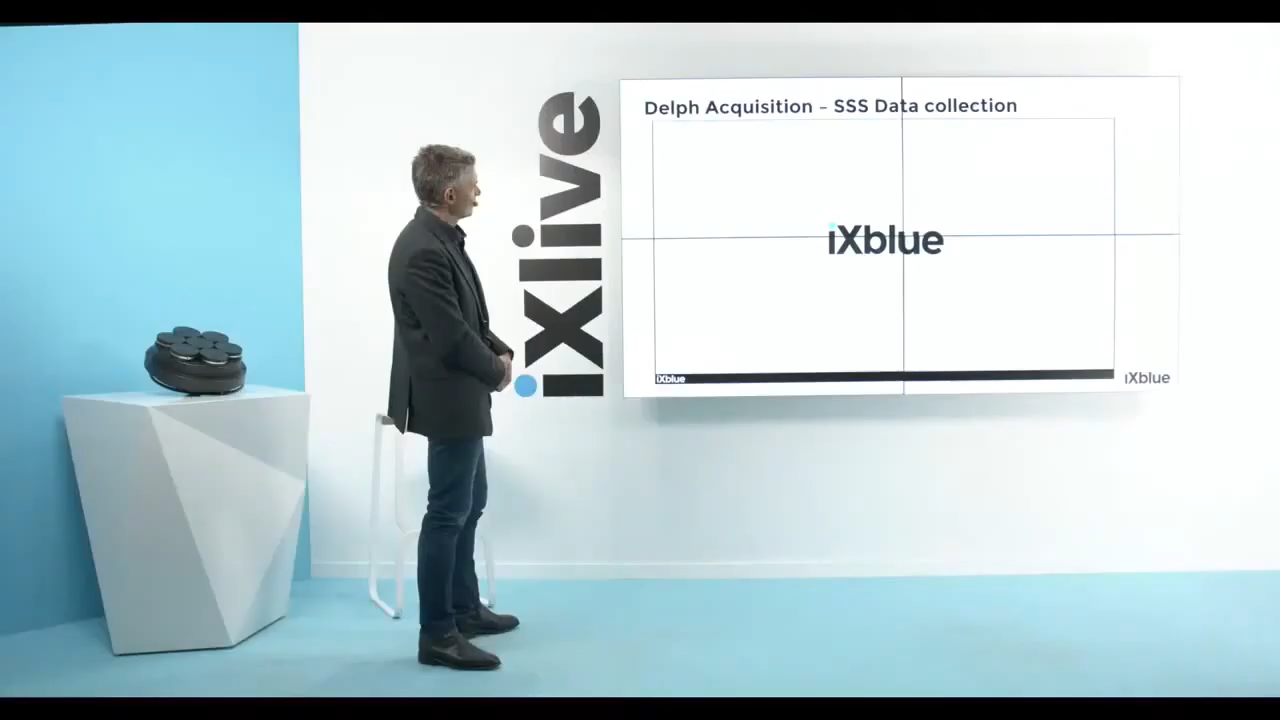 ixlive
Delph Acquisition – SSS Data collection
iXblue
iXblue
iXblue